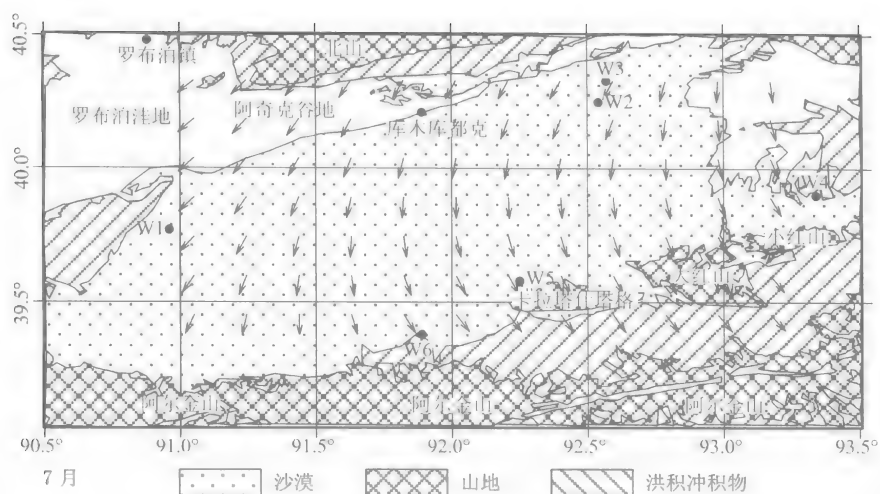 40.5°
北山
罗布泊镇
W3
W2
罗布泊洼地
阿奇克谷地
库木库都克
40.0°
W4
W1
小红山
大红山
W5
39.5°
卡拉塔什塔格
W6
阿尔金山
阿尔金山
阿尔金山
90.5° 91.0° 91.5° 92.0° 92.5° 93.0° 93.5°
7月 沙漠 山地 洪积冲积物